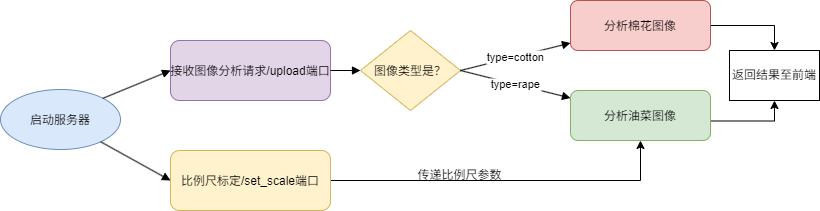 启动服务器
接收图像分析请求/upload端口
图像类型是?
type=cotton
type=rape
分析棉花图像
分析油菜图像
返回结果至前端
比例尺标定/set_scale端口
传递比例尺参数